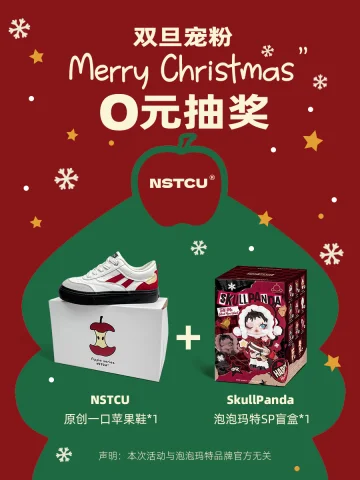 双旦宠粉
Merry Christmas”
0元抽奖
NSTCU®
SKULLPANDA
NSTCU
NSTCU
原创一口苹果鞋*1
+
SkullPanda
泡泡玛特SP盲盒*1
声明：本次活动与泡泡玛特品牌官方无关